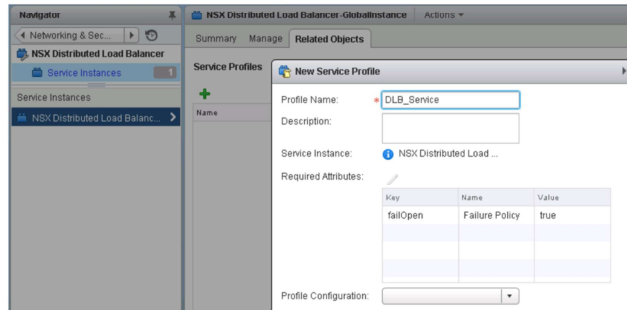 Navigator
Networking & Sec...
NSX Distributed Load Balancer
Service Instances 1
Service Instances
NSX Distributed Load Balanc...
NSX Distributed Load Balancer-GlobalInstance Actions
Summary Manage Related Objects
Service Profiles
Name
New Service Profile
Profile Name: * DLB_Service
Description:
Service Instance: NSX Distributed Load ...
Required Attributes:
Key Name Value
failOpen Failure Policy true
Profile Configuration: